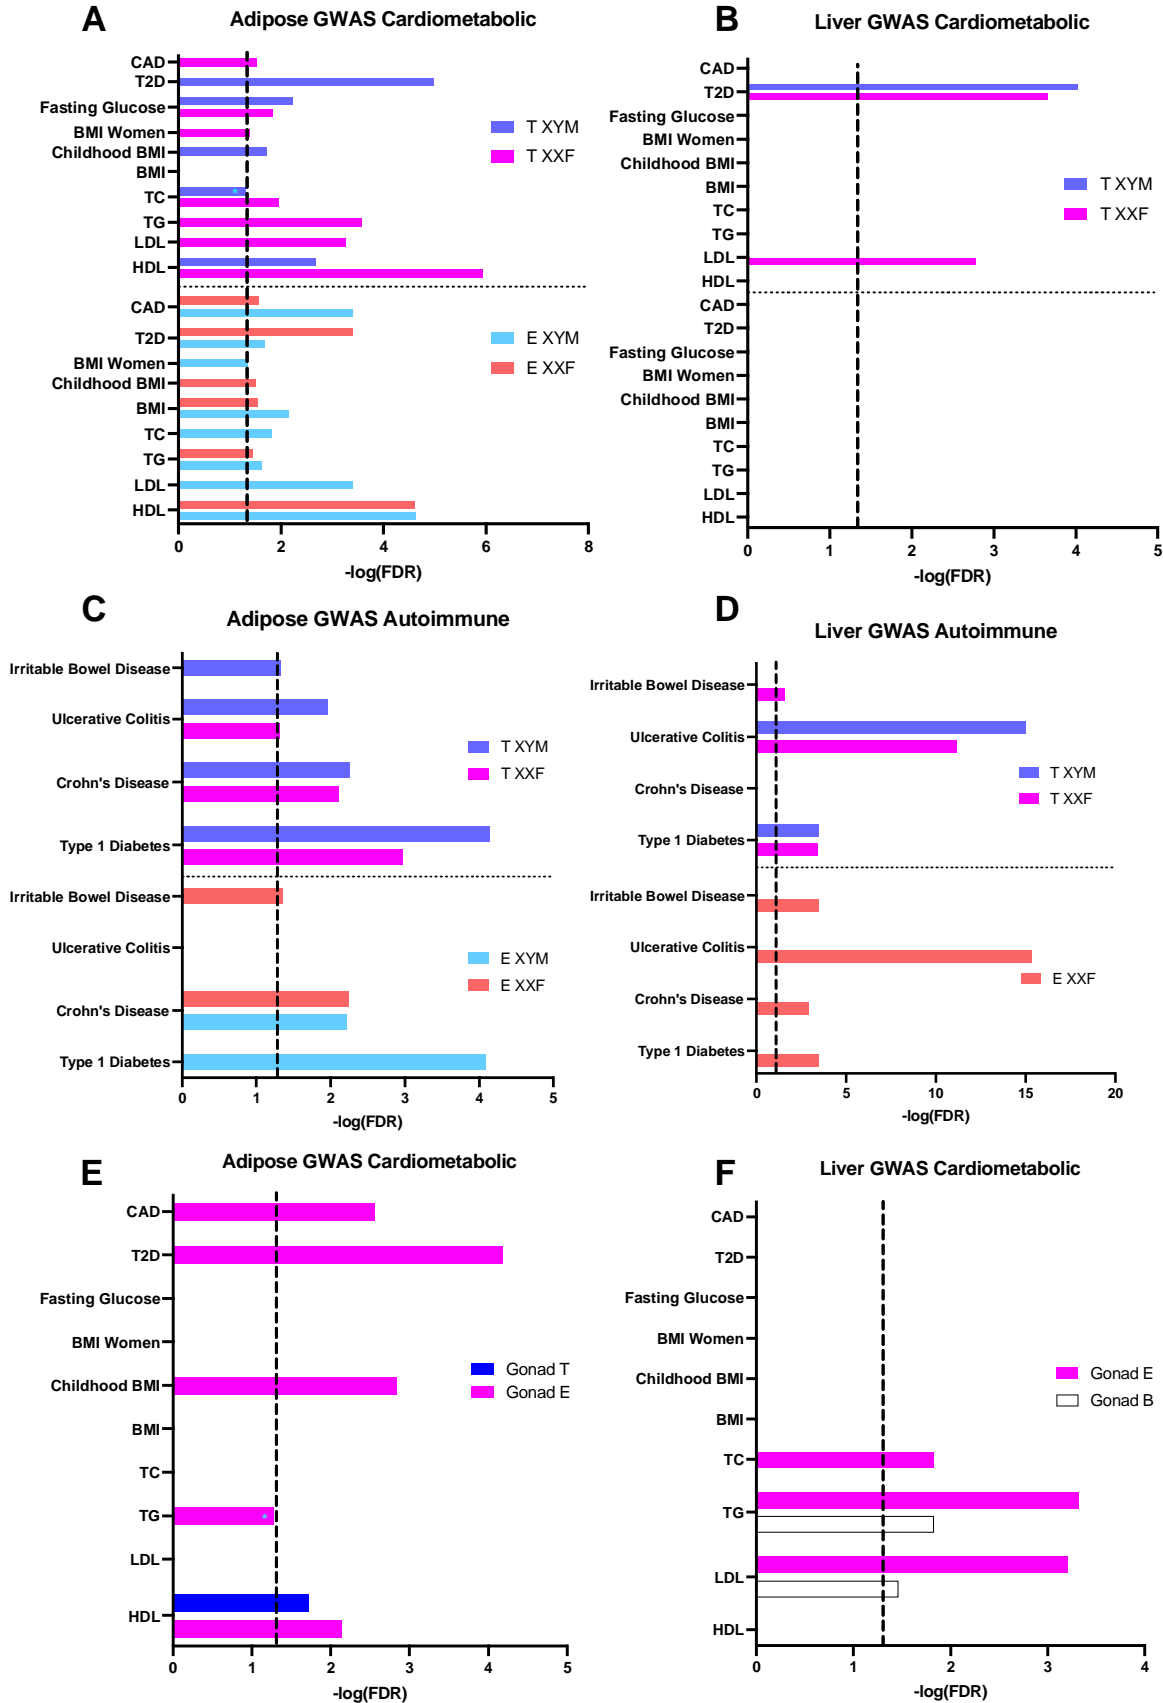 A
Adipose GWAS Cardiometabolic
CAD
T2D
Fasting Glucose
BMI Women
Childhood BMI
BMI
TC
TG
LDL
HDL
CAD
T2D
BMI Women
Childhood BMI
BMI
TC
TG
LDL
HDL
T XYM
T XXF
E XYM
E XXF
*
0 2 4 6 8
-log(FDR)
B
Liver GWAS Cardiometabolic
CAD
T2D
Fasting Glucose
BMI Women
Childhood BMI
BMI
TC
TG
LDL
HDL
CAD
T2D
Fasting Glucose
BMI Women
Childhood BMI
BMI
TC
TG
LDL
HDL
T XYM
T XXF
0 1 2 3 4 5
-log(FDR)
C
Adipose GWAS Autoimmune
Irritable Bowel Disease
Ulcerative Colitis
Crohn's Disease
Type 1 Diabetes
Irritable Bowel Disease
Ulcerative Colitis
Crohn's Disease
Type 1 Diabetes
T XYM
T XXF
E XYM
E XXF
0 1 2 3 4 5
-log(FDR)
D
Liver GWAS Autoimmune
Irritable Bowel Disease
Ulcerative Colitis
Crohn's Disease
Type 1 Diabetes
Irritable Bowel Disease
Ulcerative Colitis
Crohn's Disease
Type 1 Diabetes
T XYM
T XXF
E XXF
0 5 10 15 20
-log(FDR)
E
Adipose GWAS Cardiometabolic
CAD
T2D
Fasting Glucose
BMI Women
Childhood BMI
BMI
TC
TG
LDL
HDL
Gonad T
Gonad E
*
0 1 2 3 4 5
-log(FDR)
F
Liver GWAS Cardiometabolic
CAD
T2D
Fasting Glucose
BMI Women
Childhood BMI
BMI
TC
TG
LDL
HDL
Gonad E
Gonad B
0 1 2 3 4
-log(FDR)